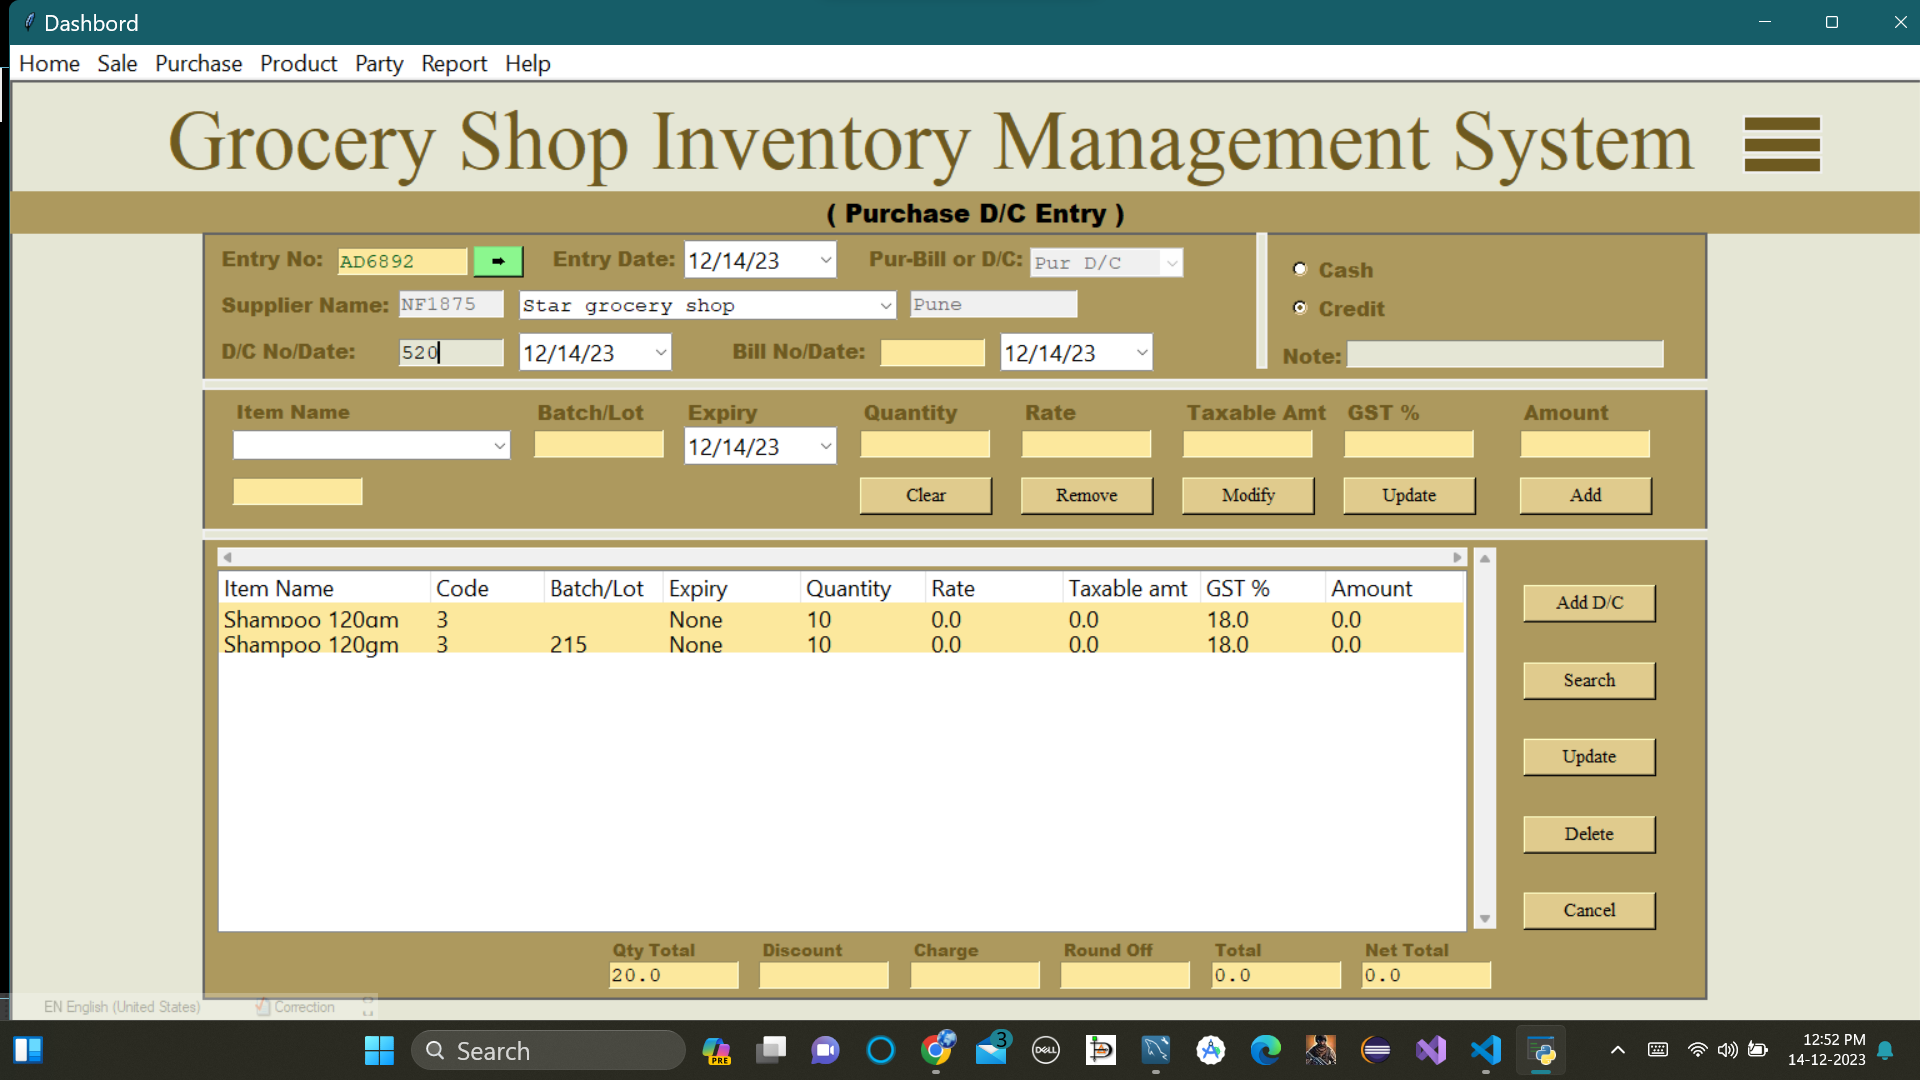 Dashbord
Home Sale Purchase Product Party Report Help
Grocery Shop Inventory Management System
( Purchase D/C Entry )
Entry No: AD6892 Entry Date: 12/14/23 Pur-Bill or D/C: Pur D/C
Cash
Supplier Name: NF1875 Star grocery shop Pune
Credit
D/C No/Date: 520 12/14/23 Bill No/Date: 12/14/23
Note:
Item Name Batch/Lot Expiry Quantity Rate Taxable Amt GST % Amount
12/14/23
Clear Remove Modify Update Add
Item Name Code Batch/Lot Expiry Quantity Rate Taxable amt GST % Amount
Shampoo 120gm 3 None 10 0.0 0.0 18.0 0.0
Shampoo 120gm 3 215 None 10 0.0 0.0 18.0 0.0
Add D/C
Search
Update
Delete
Cancel
Qty Total Discount Charge Round Off Total Net Total
20.0 0.0 0.0
EN English (United States) Correction
Search
PRE
3
DELL
12:52 PM
14-12-2023